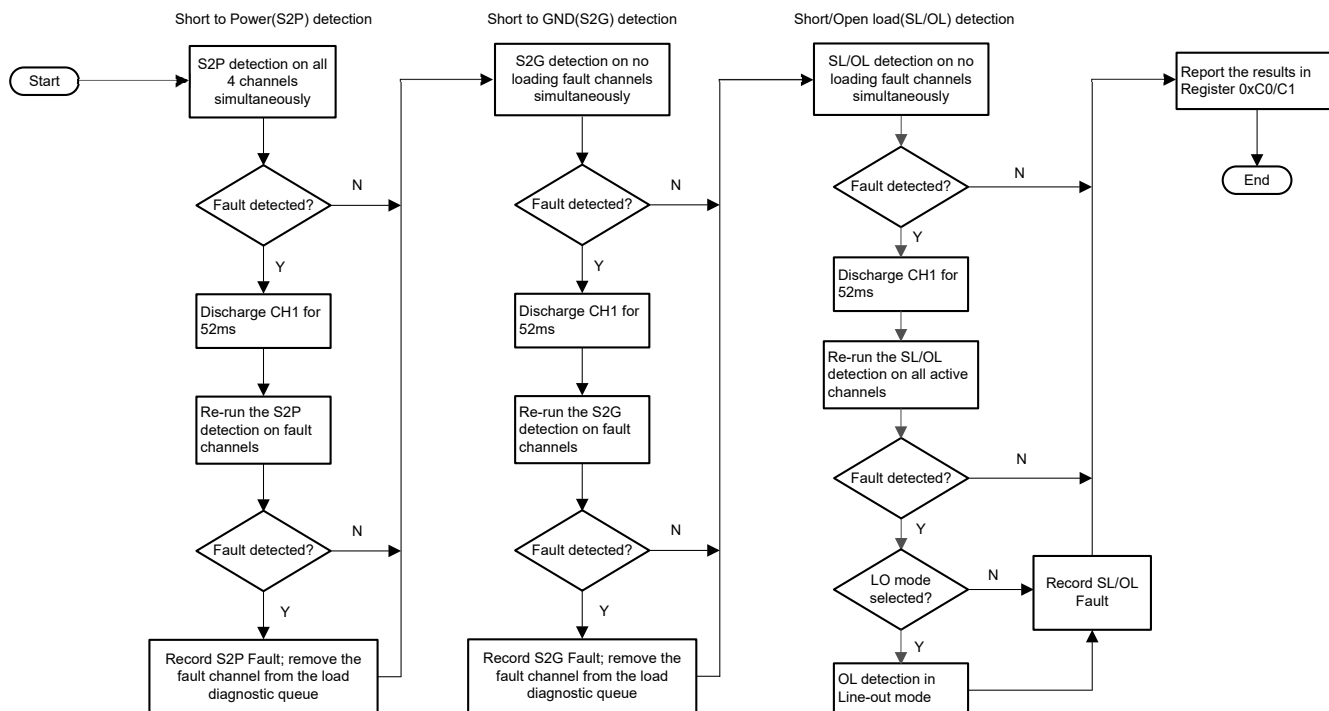 Short to Power(S2P) detection
Start
S2P detection on all
4 channels
simultaneously
Fault detected?
N
Y
Discharge CH1 for
52ms
Re-run the S2P
detection on fault
channels
Fault detected?
N
Y
Record S2P Fault; remove the
fault channel from the load
diagnostic queue
Short to GND(S2G) detection
S2G detection on no
loading fault channels
simultaneously
Fault detected?
N
Y
Discharge CH1 for
52ms
Re-run the S2G
detection on fault
channels
Fault detected?
N
Y
Record S2G Fault; remove the
fault channel from the load
diagnostic queue
Short/Open load(SL/OL) detection
SL/OL detection on no
loading fault channels
simultaneously
Fault detected?
N
Y
Discharge CH1 for
52ms
Re-run the SL/OL
detection on all active
channels
Fault detected?
N
Y
LO mode
selected?
N
Y
OL detection in
Line-out mode
Record SL/OL
Fault
Report the results in
Register 0xC0/C1
End